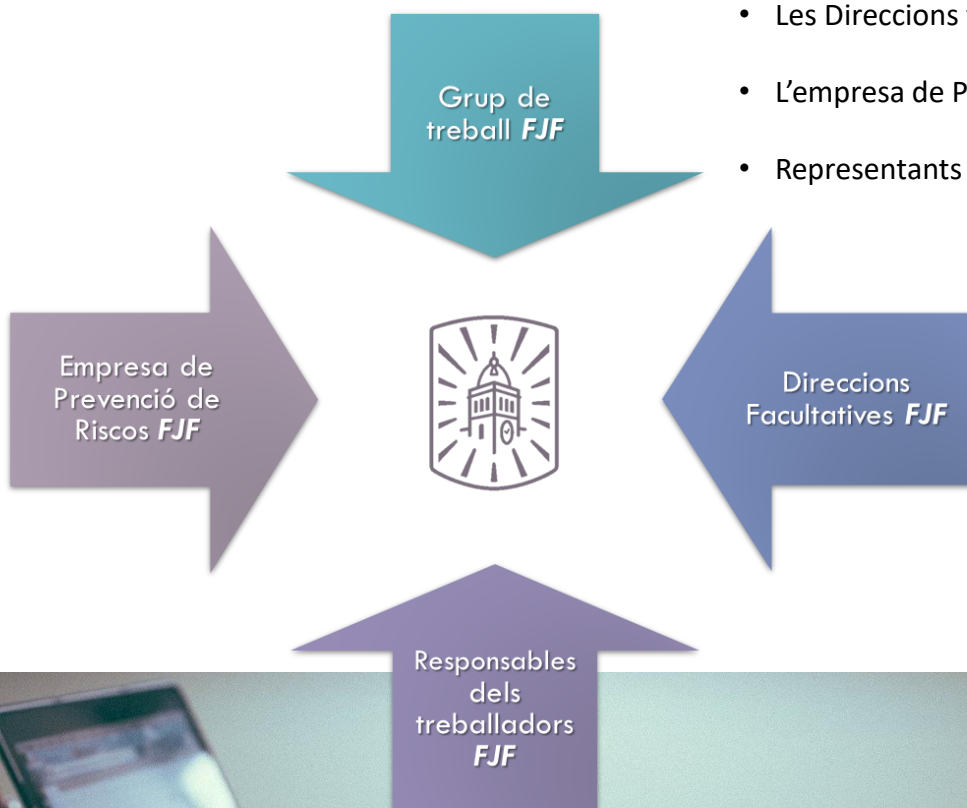 • Les Direccions
• L’empresa de P
• Representants
Grup de
treball FJF
Empresa de
Prevenció de
Riscos FJF
Direccions
Facultatives FJF
Responsables
dels
treballadors
FJF